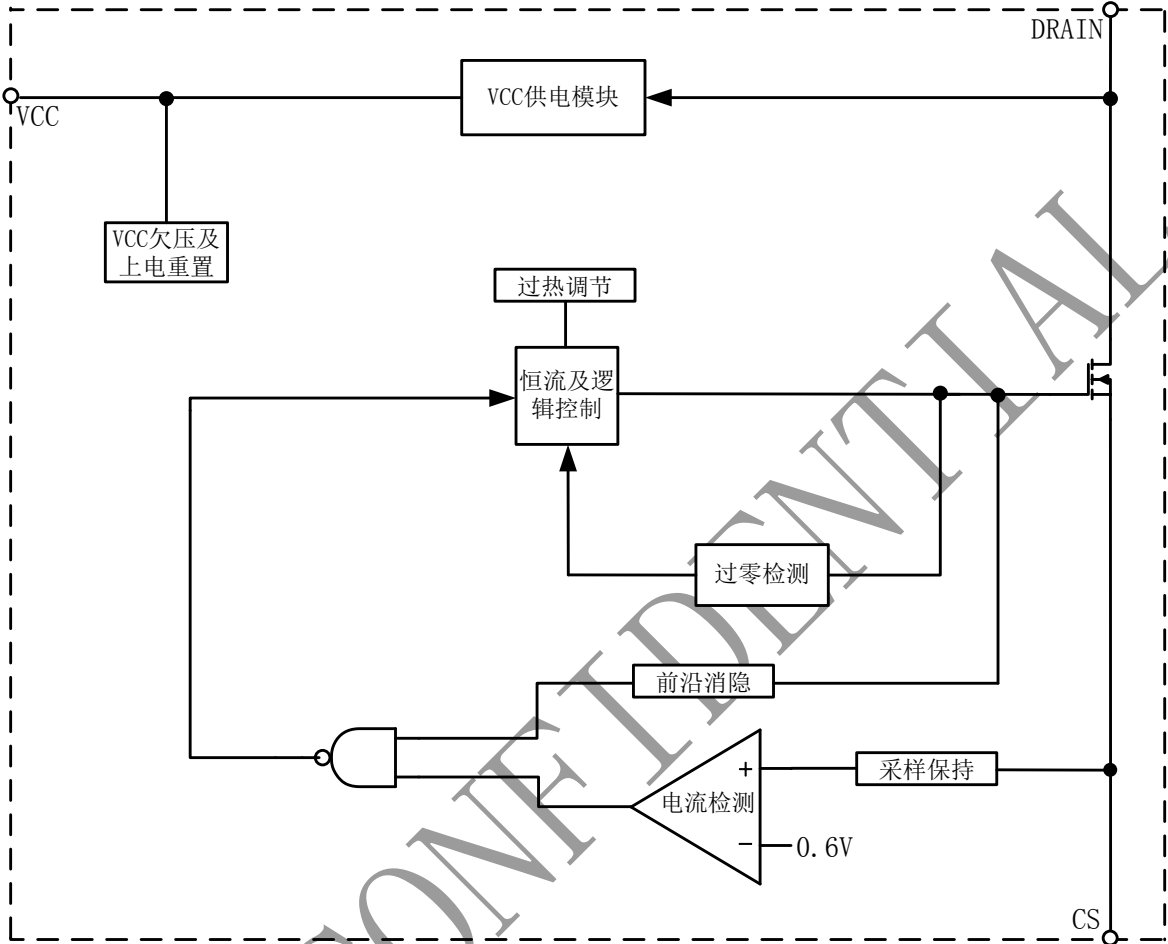 DRAIN
VCC供电模块
VCC
VCC欠压及
上电重置
过热调节
恒流及逻
辑控制
过零检测
前沿消隐
采样保持
+
电流检测
-
0.6V
CS
CONFIDENTIAL